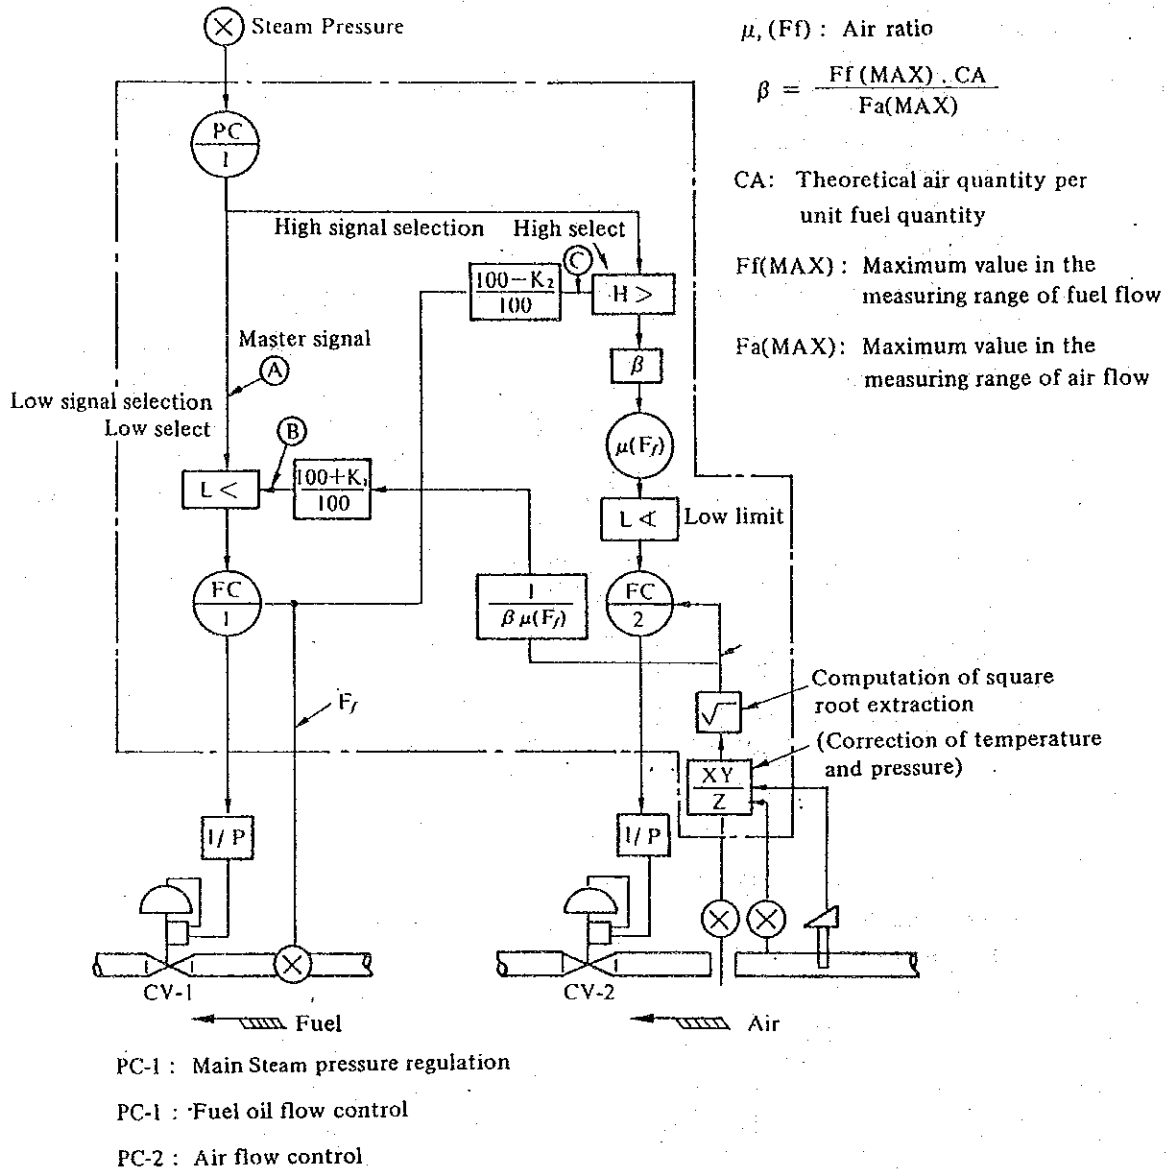 Steam Pressure
μ, (Ff) : Air ratio
β = Ff (MAX) . CA
Fa(MAX)
PC
1
CA: Theoretical air quantity per
unit fuel quantity
High signal selection High select
C
100−K2
100
H >
Ff(MAX) : Maximum value in the
measuring range of fuel flow
Master signal
A
β
Fa(MAX): Maximum value in the
measuring range of air flow
Low signal selection
Low select
B
μ(Ff)
L <
100+K1
100
L ∢ Low limit
FC
1
1
β μ(Ff)
FC
2
Ff
√
Computation of square
root extraction
(Correction of temperature
and pressure)
XY
Z
I/P
I/P
CV-1
CV-2
Fuel
Air
PC-1 : Main Steam pressure regulation
PC-1 : Fuel oil flow control
PC-2 : Air flow control